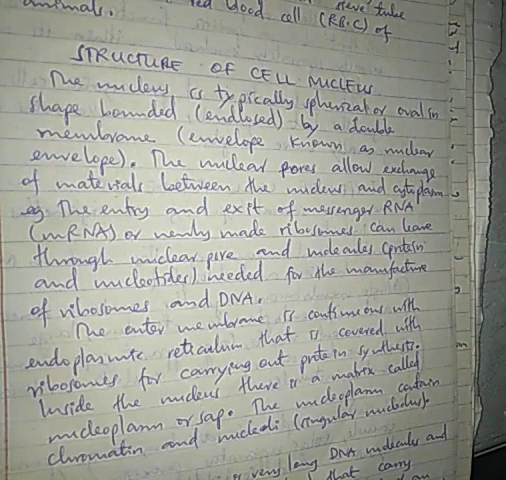 animals. red blood cell (RBC) of
sieve tube
STRUCTURE OF CELL NUCLEUS
The nucleus is typically spherical or oval in
shape bounded (enclosed) by a double
membrane (envelope known as nuclear
envelope). The nuclear pores allow exchange
of materials between the nucleus and cytoplasm
eg The entry and exit of messenger RNA
(mRNA) or newly made ribosomes can leave
through nuclear pore and molecules (protein
and nucleotides) needed for the manufacture
of ribosomes and DNA.
The outer membrane is continuous with
endoplasmic reticulum that is covered with
ribosomes for carrying out protein synthesis.
Inside the nucleus there is a matrix called
nucleoplasm or sap. The nucleoplasm contain
chromatin and nucleoli (singular nucleolus).
very long DNA molecules and
that carry